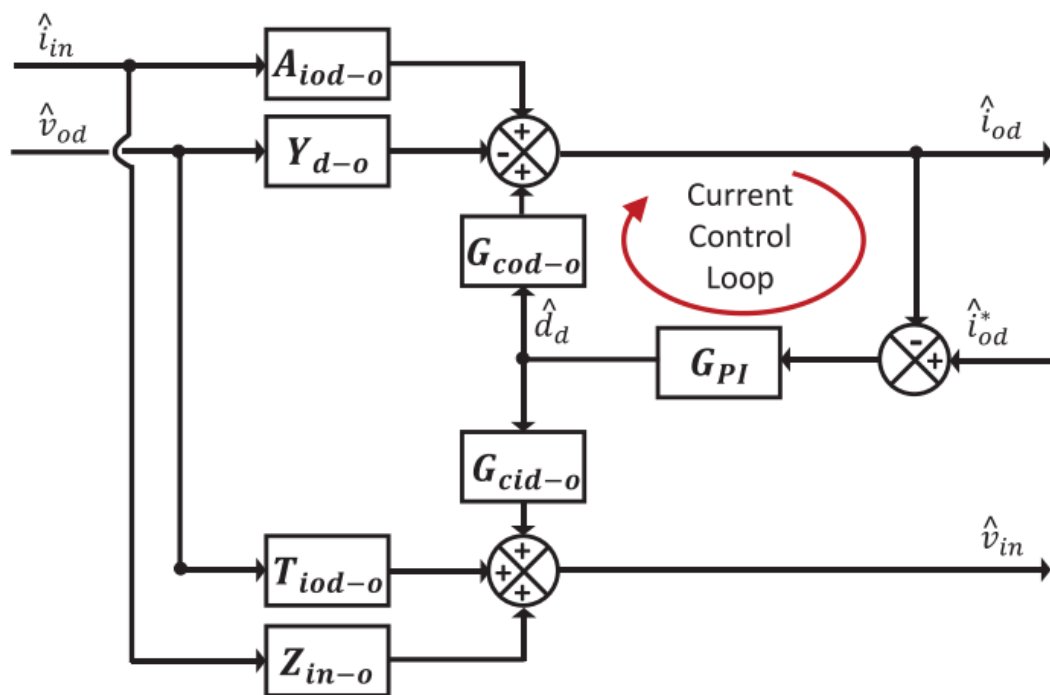 î_in
A_iod-o
v̂_od
Y_d-o
+
-
+
î_od
Current
Control
Loop
G_cod-o
d̂_d
G_PI
-
+
î*_od
G_cid-o
+
+
+
v̂_in
T_iod-o
Z_in-o